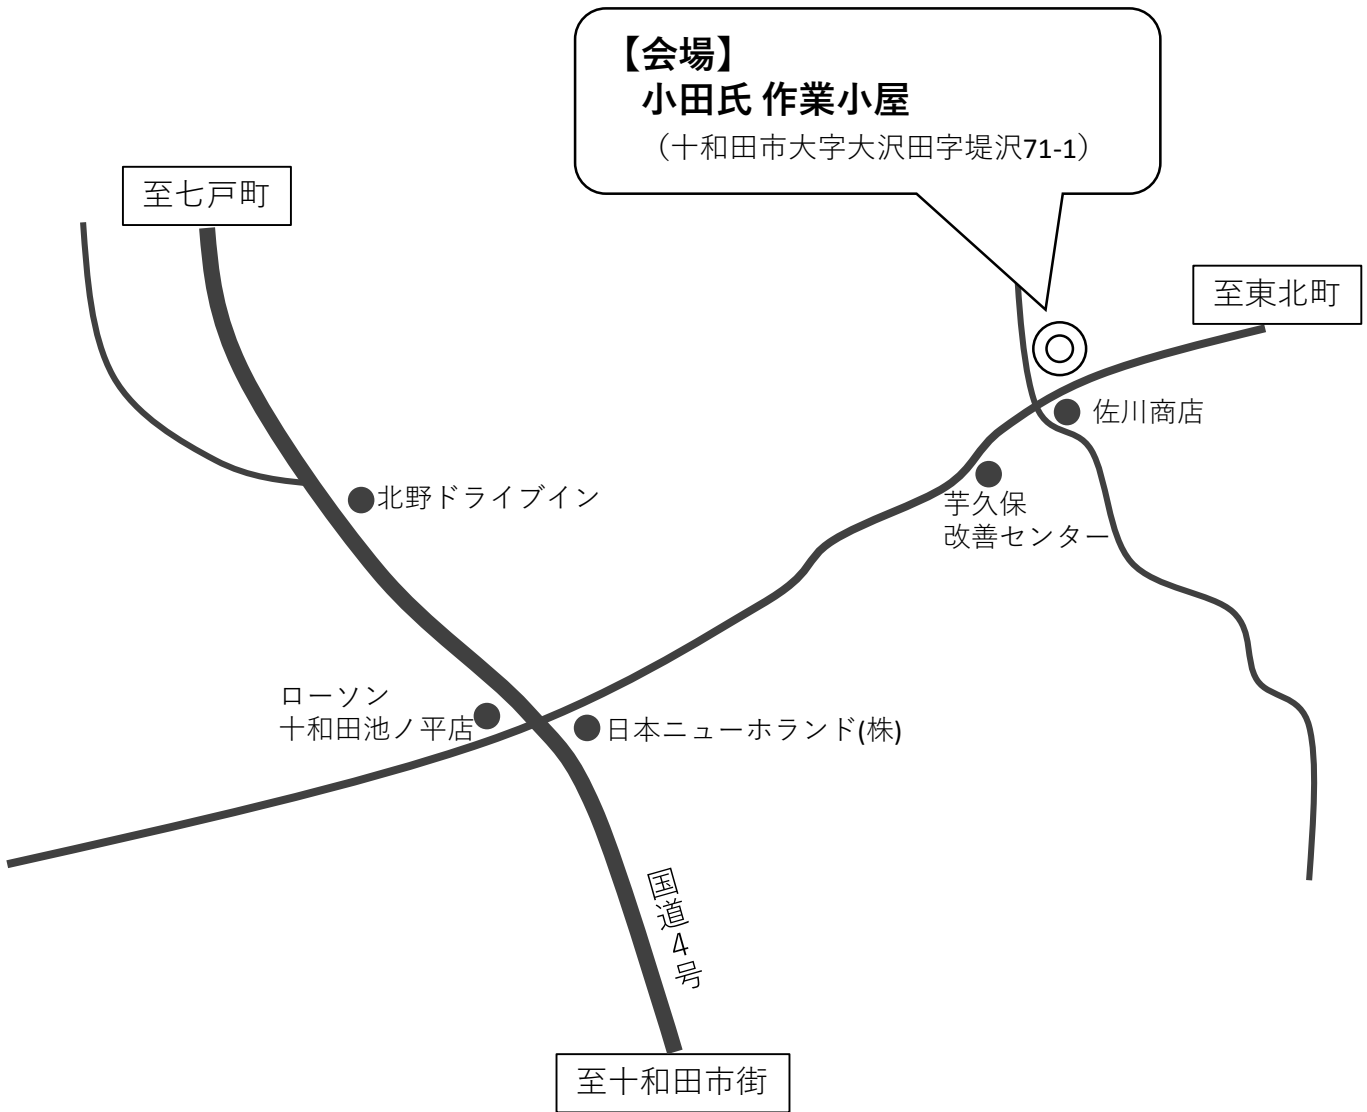 【会場】
小田氏 作業小屋
（十和田市大字大沢田字堤沢71-1）
至七戸町
至東北町
佐川商店
北野ドライブイン
芋久保
改善センター
ローソン
十和田池ノ平店
日本ニューホランド(株)
国道4号
至十和田市街